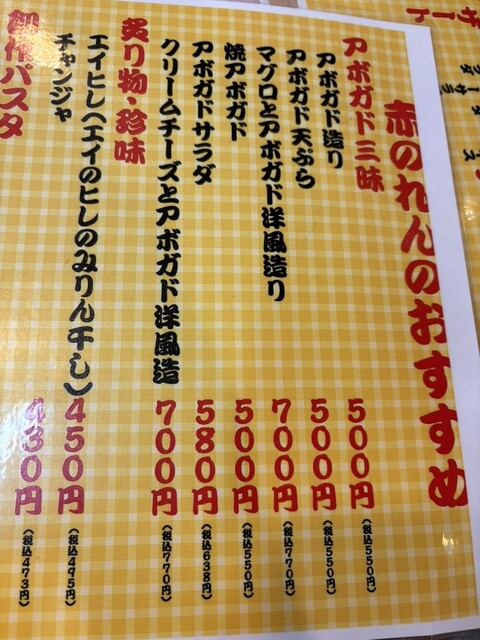 赤のれんのおすすめ
アボガド三昧
アボガド造り 500円(税込550円)
アボガド天ぷら 500円(税込550円)
マグロとアボガド洋風造り 700円(税込770円)
焼アボガド 500円(税込550円)
アボガドサラダ 580円(税込638円)
クリームチーズとアボガド洋風造 700円(税込770円)
炙り物・珍味
エイヒレ(エイのヒレのみりん干し) 450円(税込495円)
チャンジャ 430円(税込473円)
創作パスタ